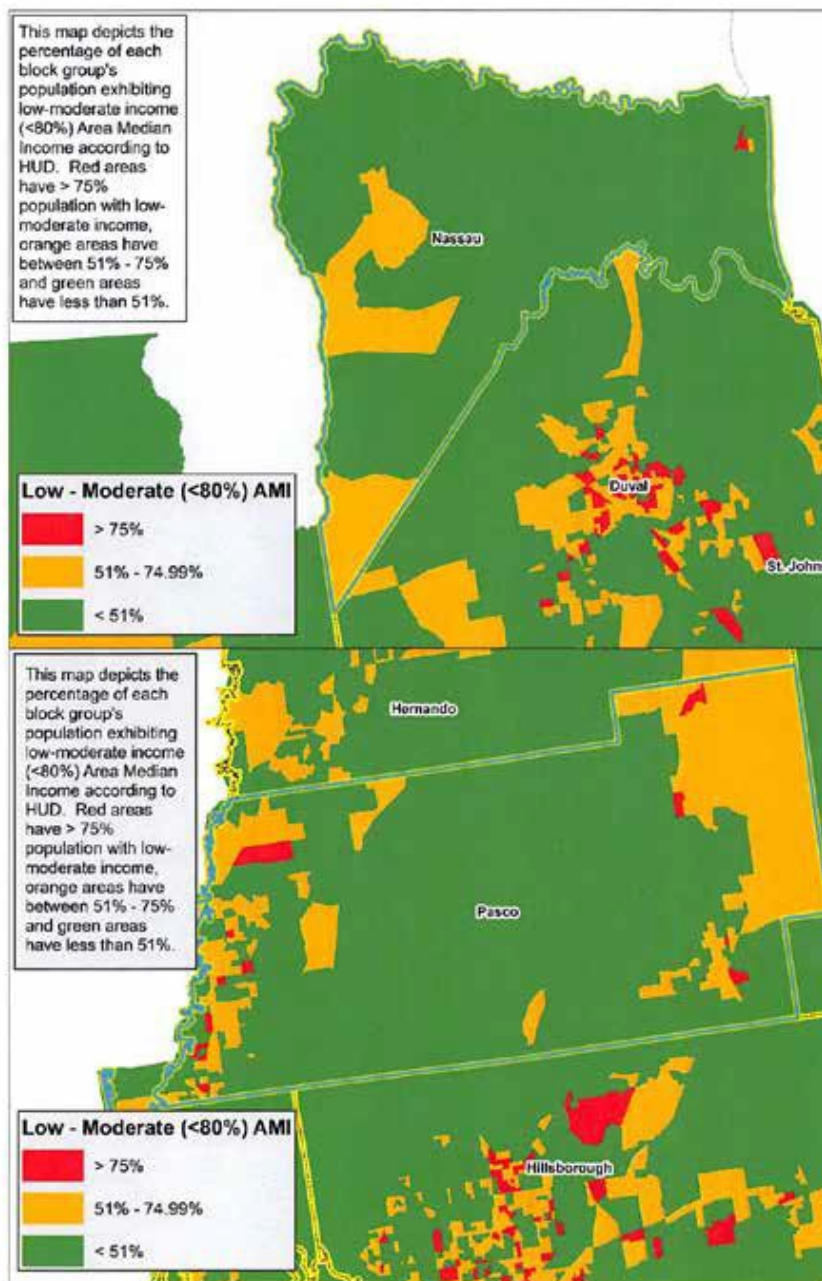 This map depicts the
percentage of each
block group's
population exhibiting
low-moderate income
(<80%) Area Median
Income according to
HUD. Red areas
have > 75%
population with low-
moderate income,
orange areas have
between 51% - 75%
and green areas
have less than 51%.
Nassau
Duval
St. Johns
Low - Moderate (<80%) AMI
> 75%
51% - 74.99%
< 51%
This map depicts the
percentage of each
block group's
population exhibiting
low-moderate income
(<80%) Area Median
Income according to
HUD. Red areas
have > 75%
population with low-
moderate income,
orange areas have
between 51% - 75%
and green areas
have less than 51%.
Hernando
Pasco
Hillsborough
Low - Moderate (<80%) AMI
> 75%
51% - 74.99%
< 51%